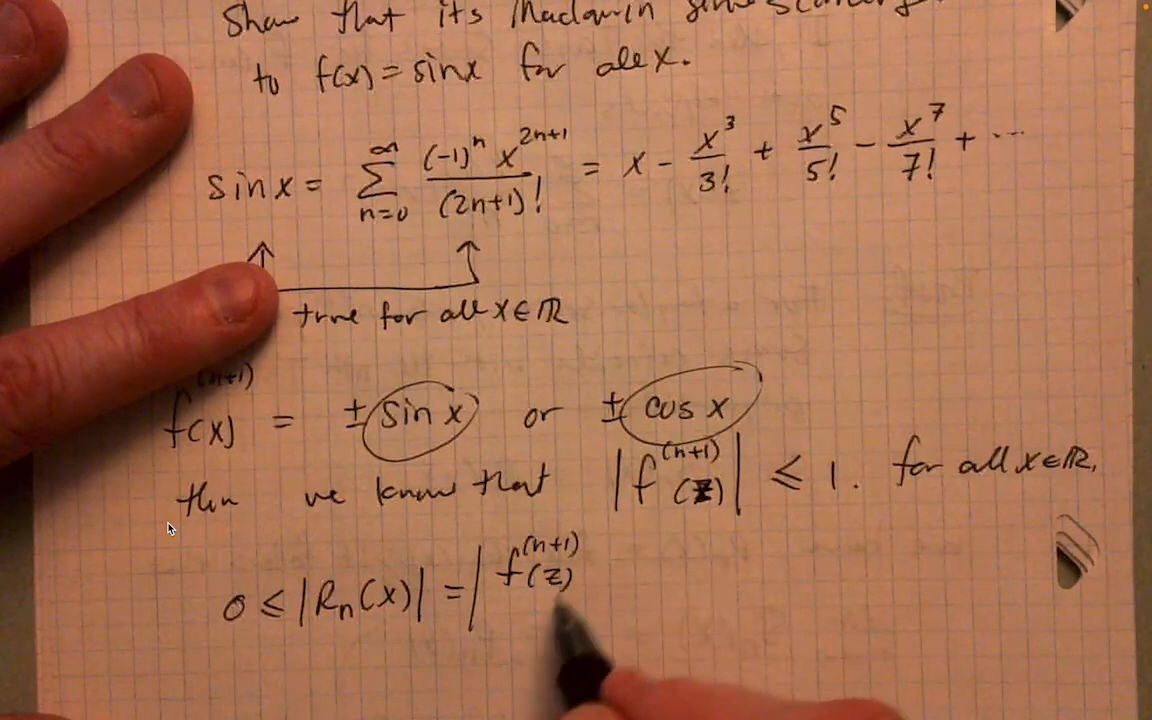 Show that its Maclaurin
to f(x) = sin x for all x.
sin x = ∞ Σ n=0 (-1)^n x^{2n+1} / (2n+1)! = x - x^3/3! + x^5/5! - x^7/7! + ...
true for all x ∈ ℝ
f^{(n+1)}(x) = ± sin x or ± cos x
then we know that |f^{(n+1)}(z)| ≤ 1. for all x ∈ ℝ.
0 ≤ |R_n(x)| = | f^{(n+1)}(z)